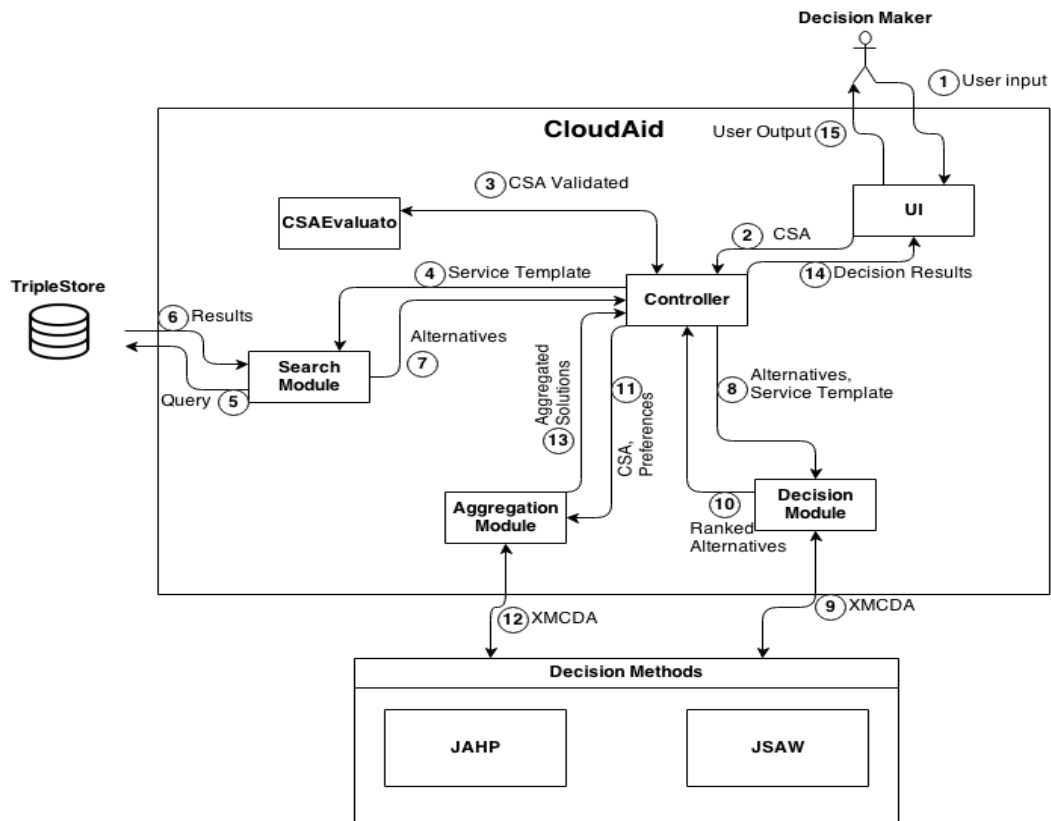 Decision Maker
1 User input
CloudAid
User Output 15
3 CSA Validated
CSAEvaluato
UI
2 CSA
4 Service Template
14 Decision Results
TripleStore
Controller
6 Results
Alternatives
7
Search
Module
Query 5
Aggregated
Solutions
13
11
CSA,
Preferences
8
Alternatives,
Service Template
Aggregation
Module
Decision
Module
10
Ranked
Alternatives
12 XMCDA
9 XMCDA
Decision Methods
JAHP
JSAW